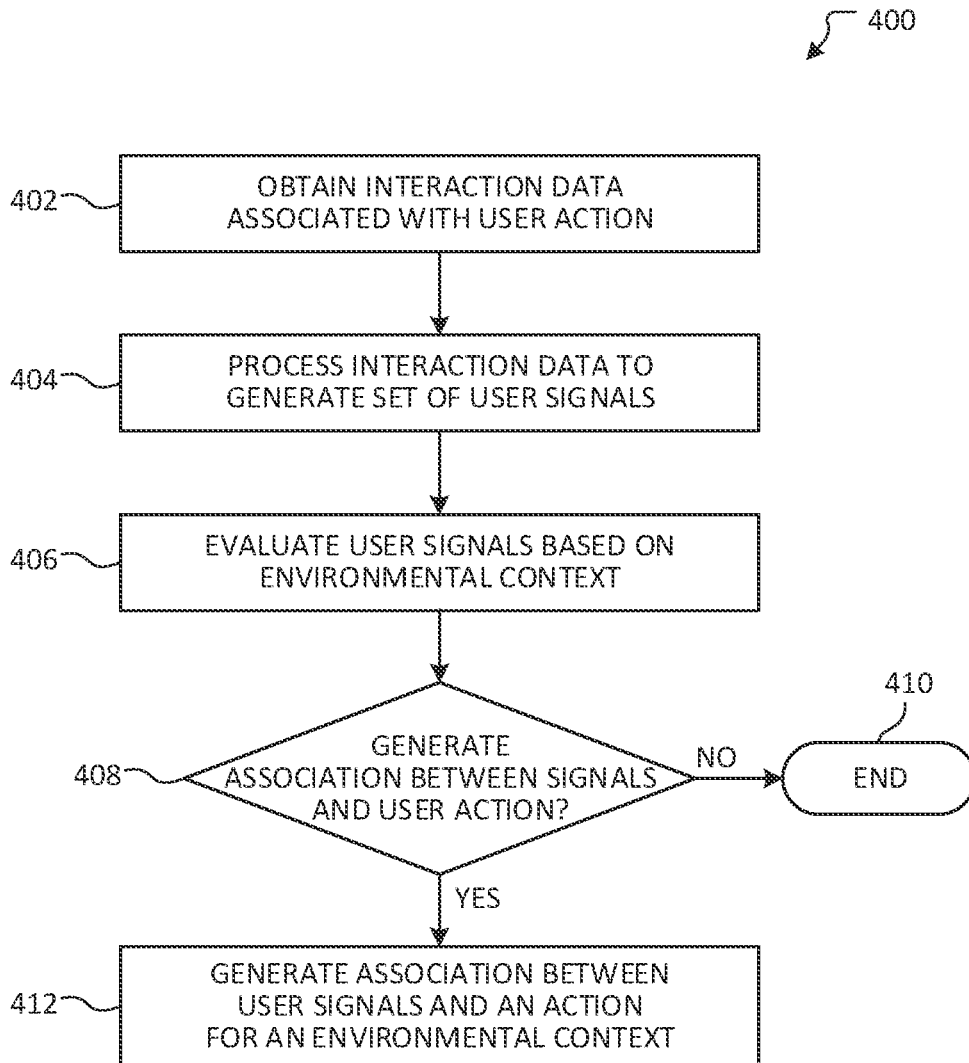 400
402
OBTAIN INTERACTION DATA
ASSOCIATED WITH USER ACTION
404
PROCESS INTERACTION DATA TO
GENERATE SET OF USER SIGNALS
406
EVALUATE USER SIGNALS BASED ON
ENVIRONMENTAL CONTEXT
408
GENERATE
ASSOCIATION BETWEEN SIGNALS
AND USER ACTION?
NO
410
END
YES
412
GENERATE ASSOCIATION BETWEEN
USER SIGNALS AND AN ACTION
FOR AN ENVIRONMENTAL CONTEXT